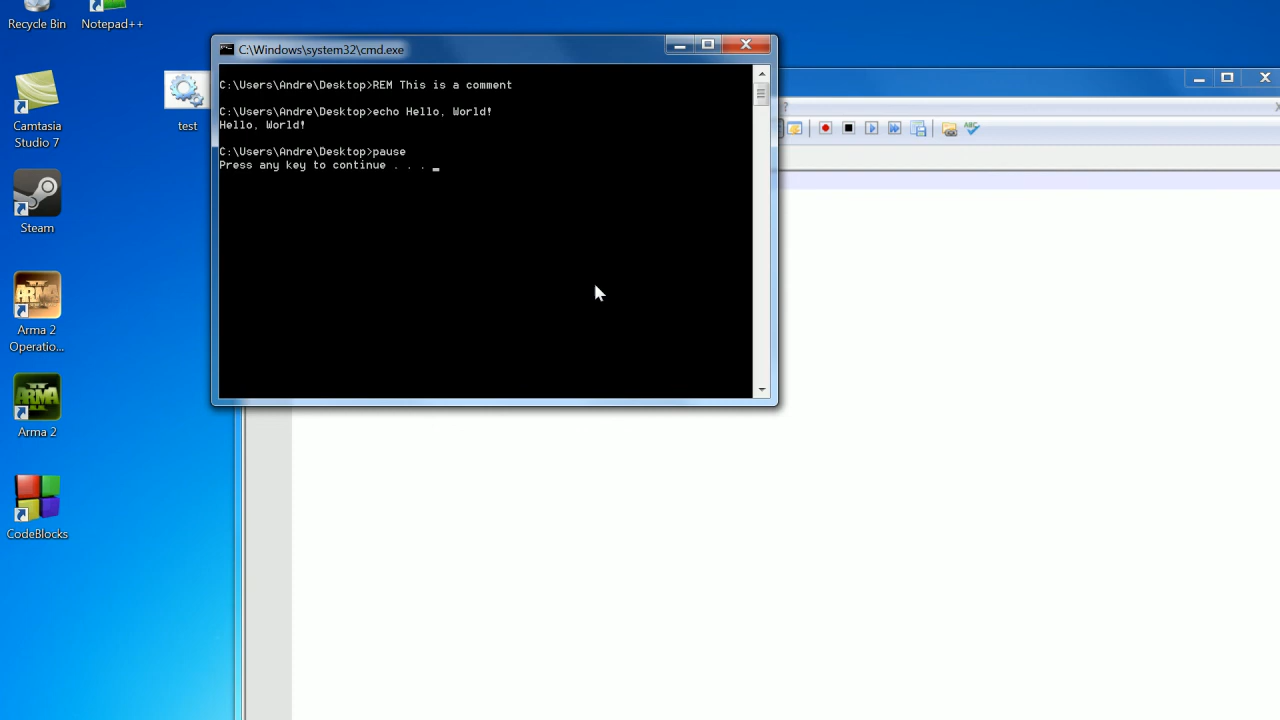 Recycle Bin
Notepad++
Camtasia
Studio 7
test
Steam
Arma 2
Operatio...
Arma 2
CodeBlocks
C:\Windows\system32\cmd.exe
C:\Users\Andre\Desktop>REM This is a comment
C:\Users\Andre\Desktop>echo Hello, World!
Hello, World!
C:\Users\Andre\Desktop>pause
Press any key to continue . . . _
?
ABC